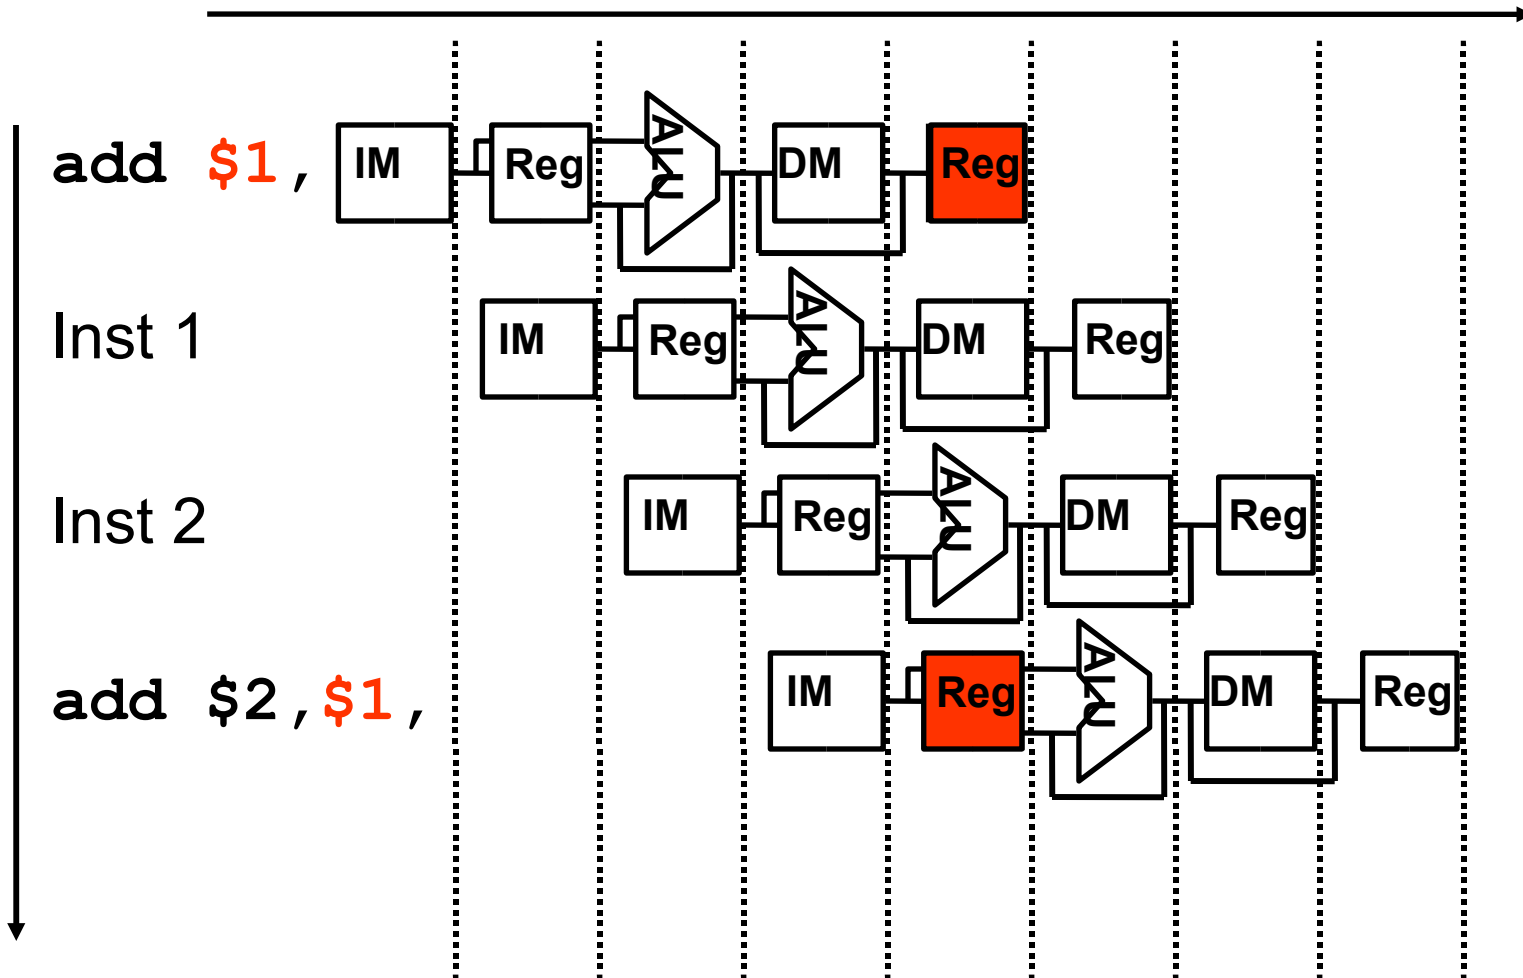 add $1, IM Reg ALU DM Reg
Inst 1 IM Reg ALU DM Reg
Inst 2 IM Reg ALU DM Reg
add $2,$1, IM Reg ALU DM Reg